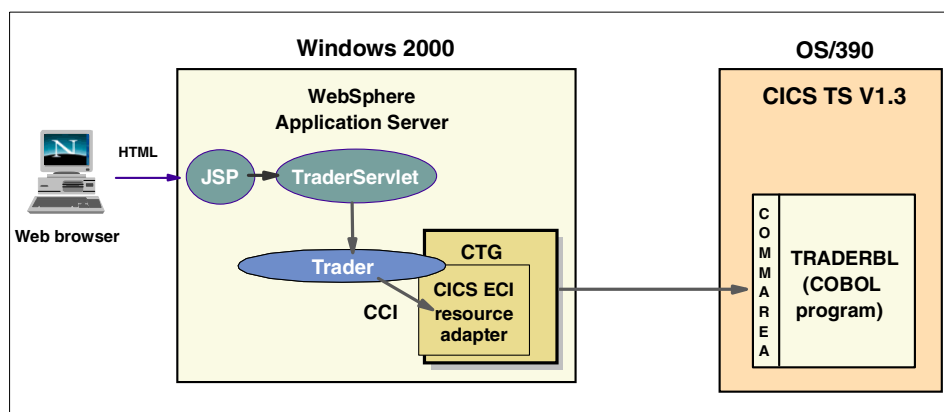 Windows 2000
OS/390
WebSphere
Application Server
CICS TS V1.3
N
HTML
JSP
TraderServlet
Web browser
Trader
CTG
CICS ECI
resource
adapter
CCI
COMMAREA
TRADERBL
(COBOL
program)